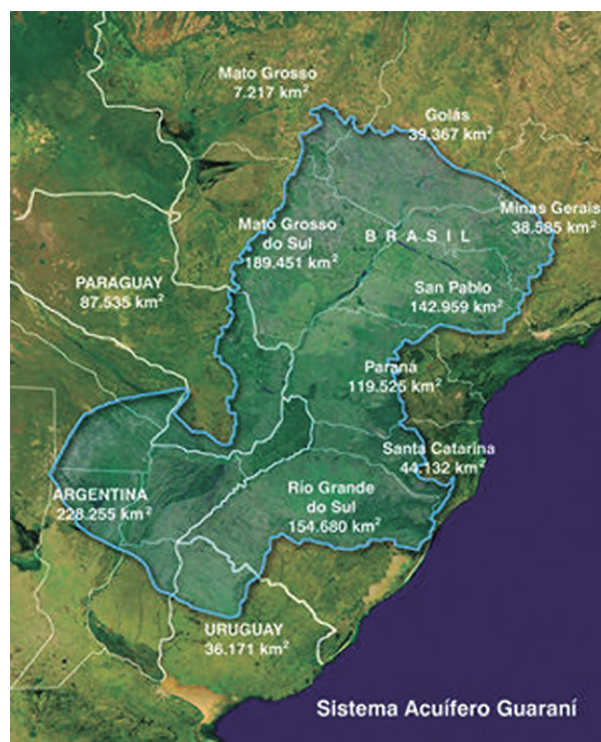 Mato Grosso
7.217 km²
Goiás
39.367 km²
Minas Gerais
38.585 km²
Mato Grosso
do Sul
189.451 km²
B R A S I L
PARAGUAY
87.535 km²
San Pablo
142.959 km²
Paraná
119.525 km²
Santa Catarina
44.132 km²
ARGENTINA
228.255 km²
Rio Grande
do Sul
154.680 km²
URUGUAY
36.171 km²
Sistema Acuífero Guaraní